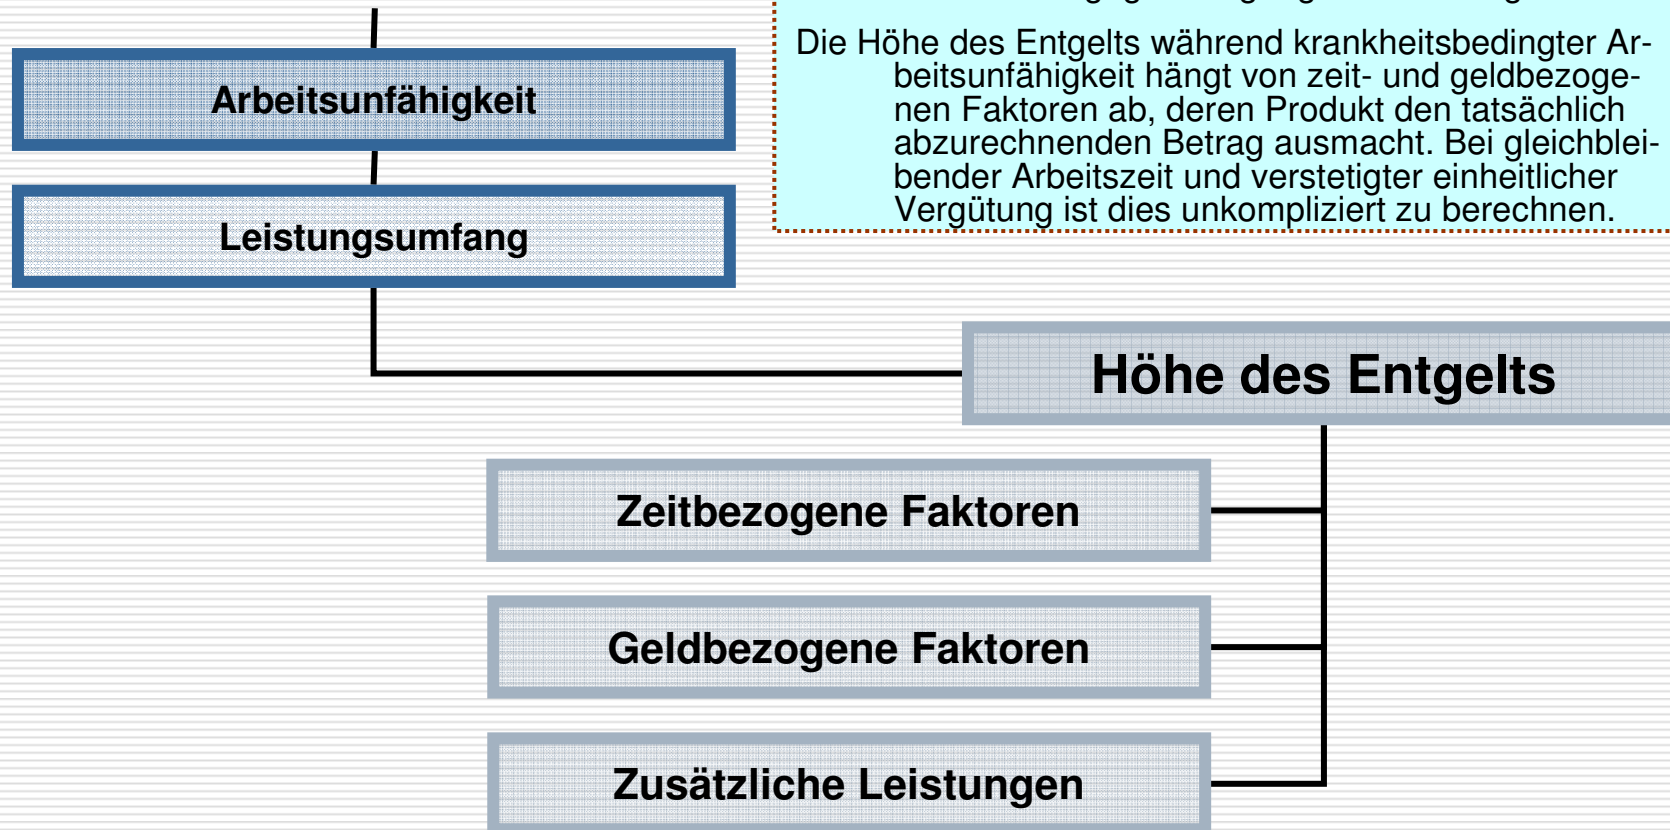 Die Höhe des Entgelts während krankheitsbedingter Ar-
beitsunfähigkeit hängt von zeit- und geldbezoge-
nen Faktoren ab, deren Produkt den tatsächlich
abzurechnenden Betrag ausmacht. Bei gleichblei-
bender Arbeitszeit und verstetigter einheitlicher
Vergütung ist dies unkompliziert zu berechnen.
Arbeitsunfähigkeit
Leistungsumfang
Höhe des Entgelts
Zeitbezogene Faktoren
Geldbezogene Faktoren
Zusätzliche Leistungen